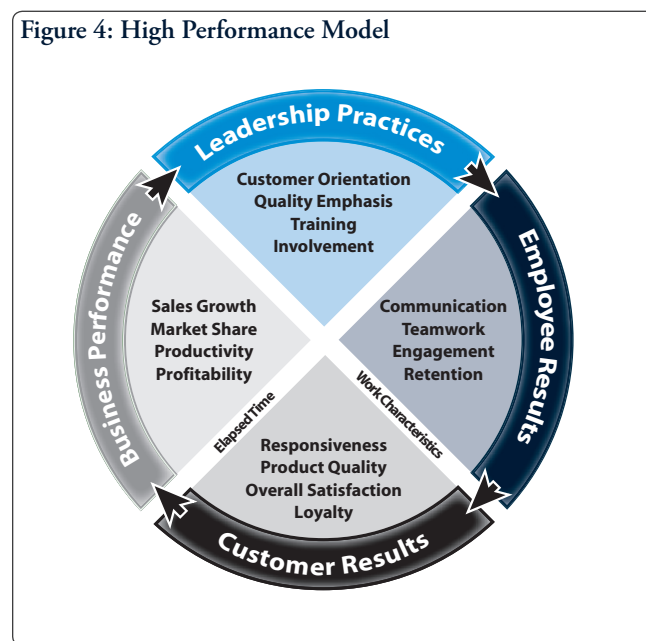 Figure 4: High Performance Model
Leadership Practices
Customer Orientation
Quality Emphasis
Training
Involvement
Employee Results
Communication
Teamwork
Engagement
Retention
Work Characteristics
Customer Results
Responsiveness
Product Quality
Overall Satisfaction
Loyalty
Elapsed Time
Business Performance
Sales Growth
Market Share
Productivity
Profitability